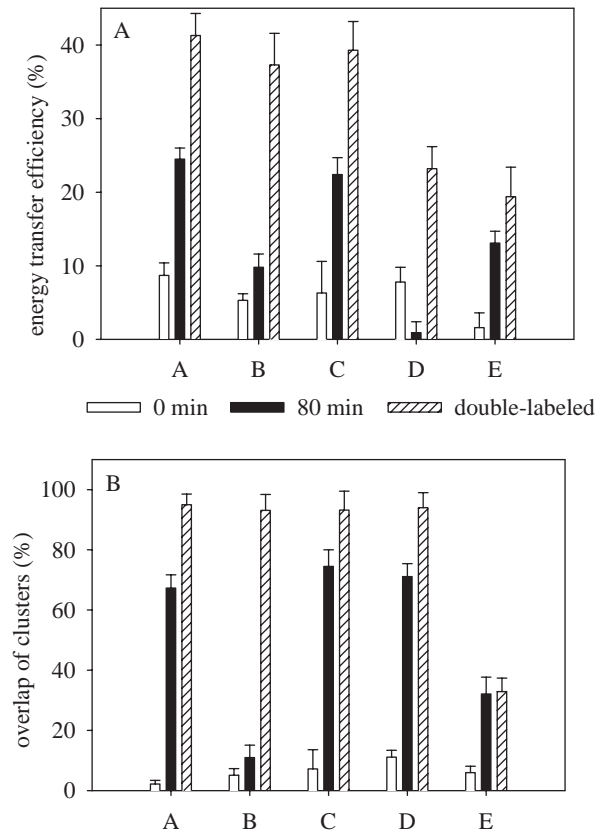 A
energy transfer efficiency (%)
40
30
20
10
0
A B C D E
0 min 80 min double-labeled
B
overlap of clusters (%)
100
80
60
40
20
0
A B C D E